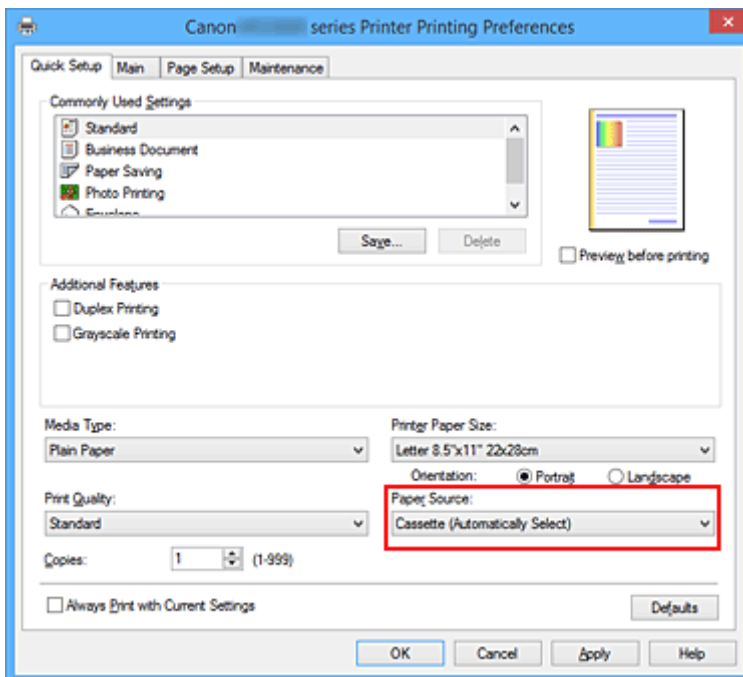 Canon series Printer Printing Preferences
Quick Setup Main Page Setup Maintenance
Commonly Used Settings
Standard
Business Document
Paper Saving
Photo Printing
Save... Delete
Preview before printing
Additional Features
Duplex Printing
Grayscale Printing
Media Type:
Plain Paper
Printer Paper Size:
Letter 8.5"x11" 22x28cm
Orientation: Portrait Landscape
Print Quality:
Standard
Paper Source:
Cassette (Automatically Select)
Copies: 1 (1-999)
Always Print with Current Settings
Defaults
OK Cancel Apply Help